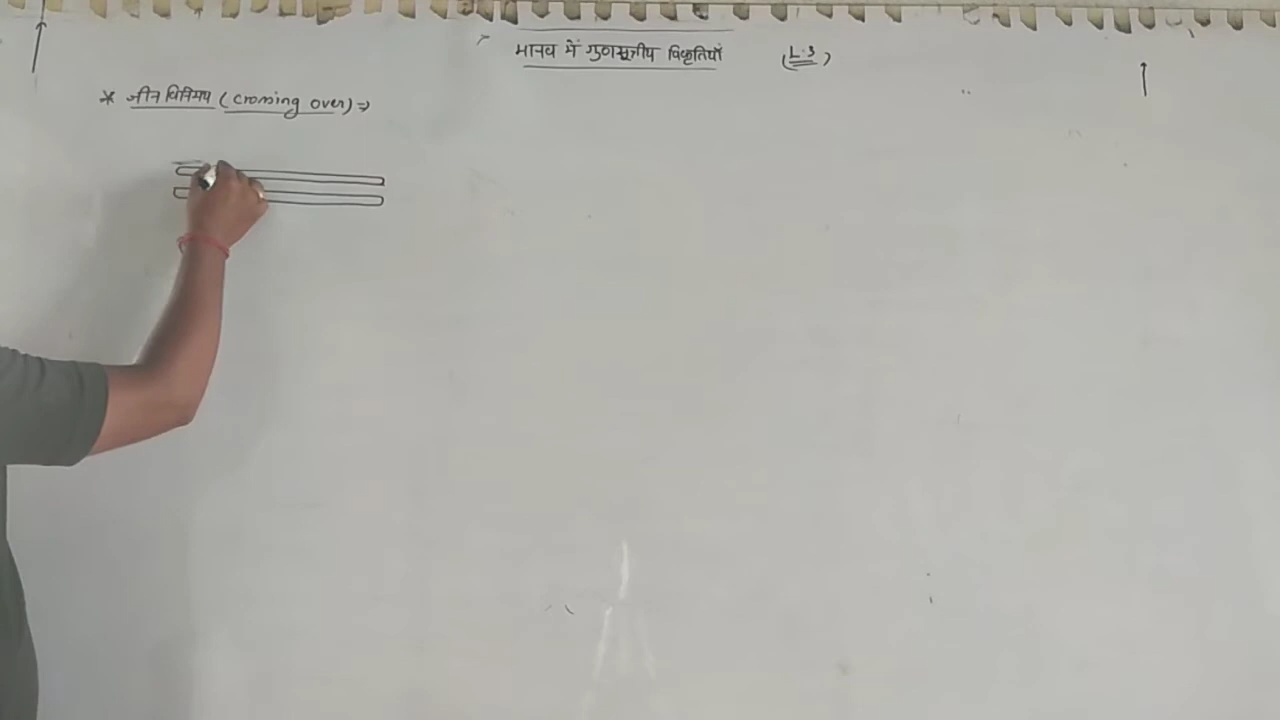 मानव में गुणसूत्रीय विकृतियाँ (L.3)
* जीन विनिमय (Crossing over) ⇒